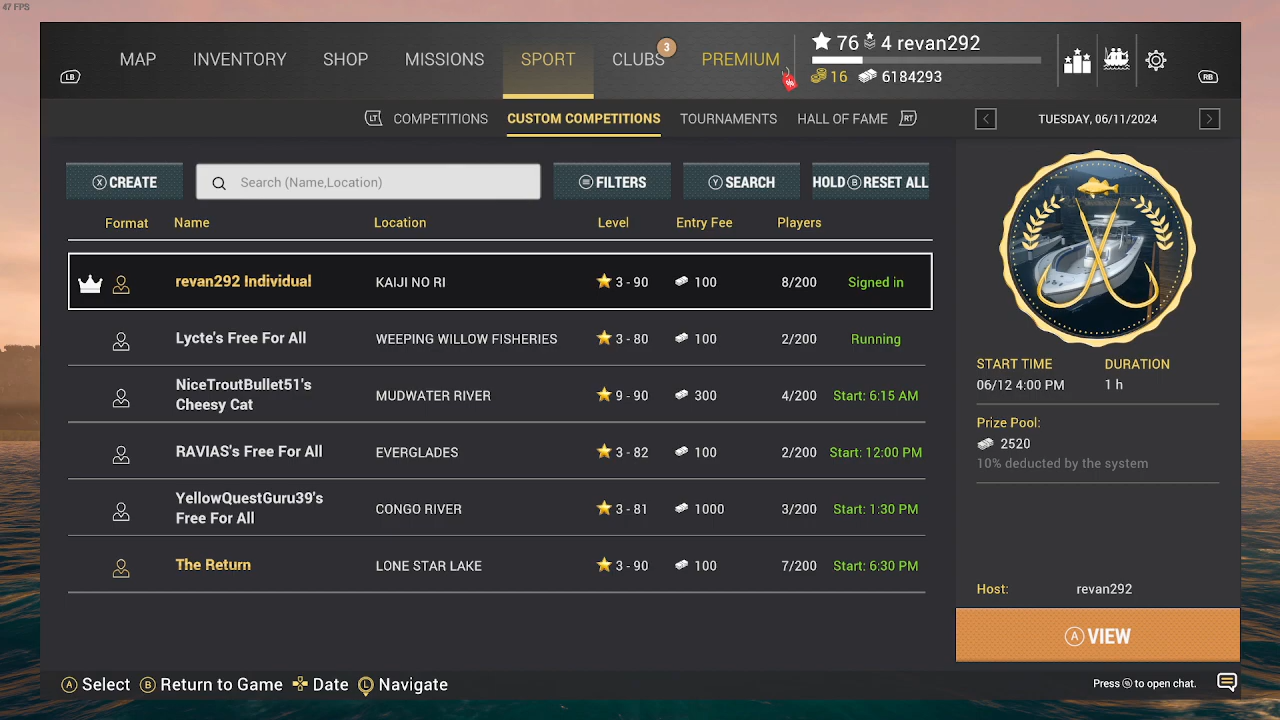 47 FPS
MAP INVENTORY SHOP MISSIONS SPORT CLUBS 3 PREMIUM %
76 4 revan292
16 6184293
LB
RB
LT COMPETITIONS CUSTOM COMPETITIONS TOURNAMENTS HALL OF FAME RT
< TUESDAY, 06/11/2024 >
X CREATE Search (Name,Location) FILTERS Y SEARCH HOLD B RESET ALL
Format Name Location Level Entry Fee Players
revan292 Individual KAIJI NO RI 3 - 90 100 8/200 Signed in
Lycte's Free For All WEEPING WILLOW FISHERIES 3 - 80 100 2/200 Running
NiceTroutBullet51's
Cheesy Cat MUDWATER RIVER 9 - 90 300 4/200 Start: 6:15 AM
RAVIAS's Free For All EVERGLADES 3 - 82 100 2/200 Start: 12:00 PM
YellowQuestGuru39's
Free For All CONGO RIVER 3 - 81 1000 3/200 Start: 1:30 PM
The Return LONE STAR LAKE 3 - 90 100 7/200 Start: 6:30 PM
START TIME DURATION
06/12 4:00 PM 1 h
Prize Pool:
2520
10% deducted by the system
Host: revan292
A VIEW
A Select B Return to Game Date L Navigate
Press to open chat.